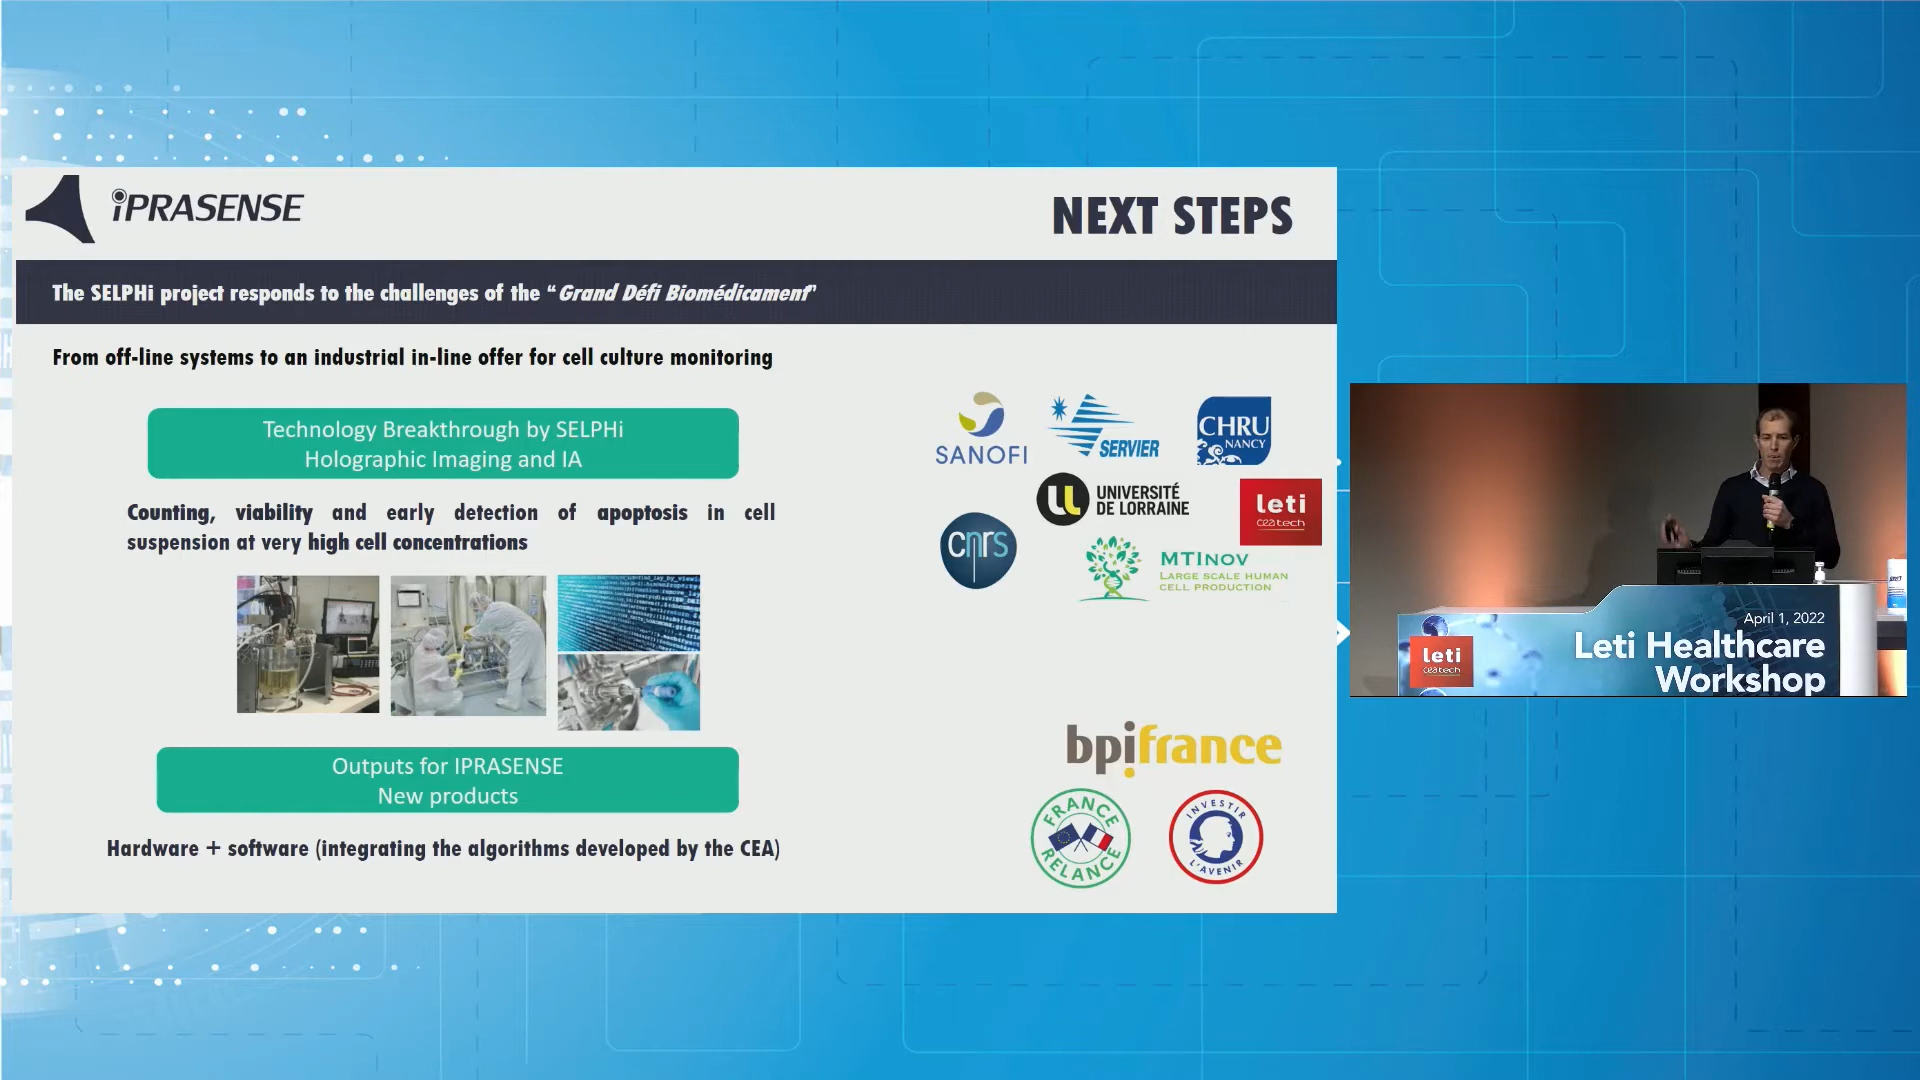 iPRASENSE
NEXT STEPS
The SELPHi project responds to the challenges of the “Grand Défi Biomédicament”
From off-line systems to an industrial in-line offer for cell culture monitoring
Technology Breakthrough by SELPHi
Holographic Imaging and IA
Counting, viability and early detection of apoptosis in cell
suspension at very high cell concentrations
Outputs for IPRASENSE
New products
Hardware + software (integrating the algorithms developed by the CEA)
SANOFI
SERVIER
CHRU
NANCY
UL UNIVERSITÉ
DE LORRAINE
leti
ceatech
cnrs
MTInov
Large scale human
cell production
bpifrance
FRANCE
RELANCE
INVESTIR
L'AVENIR
April 1, 2022
Leti Healthcare
Workshop
leti
ceatech